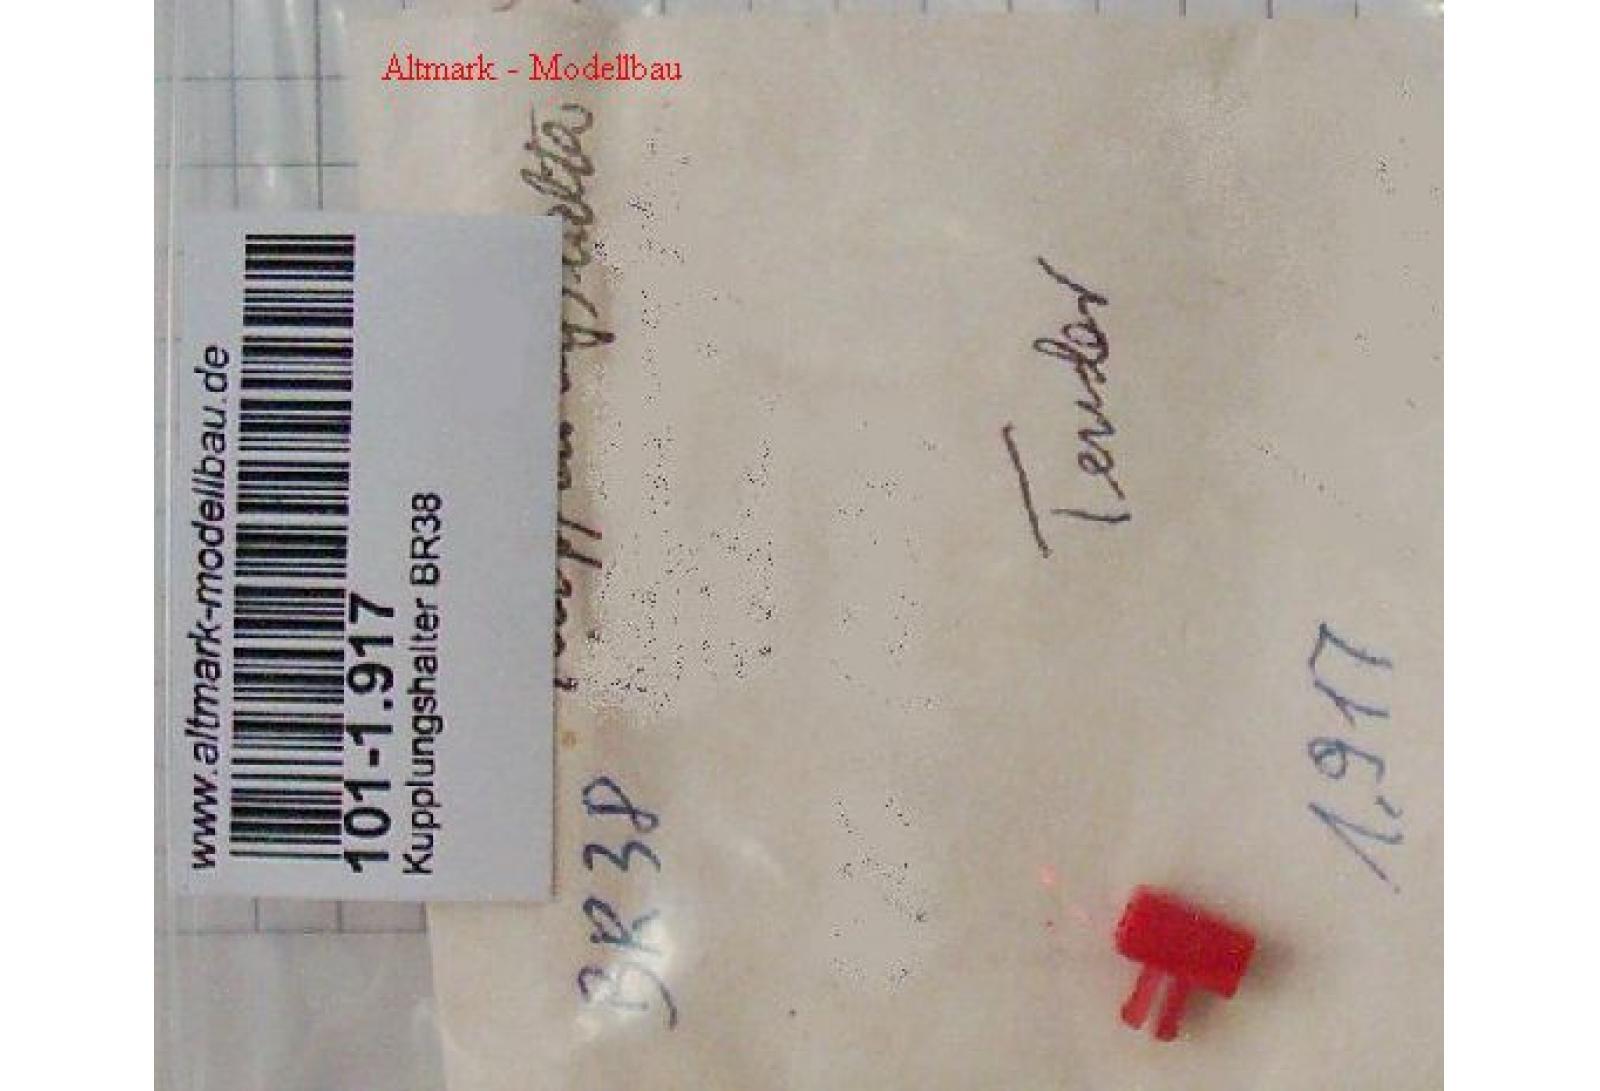 Altmark - Modellbau
www.altmark-modellbau.de
101-1.917
Kupplungshalter BR38
BR 38
- Tender
1.917